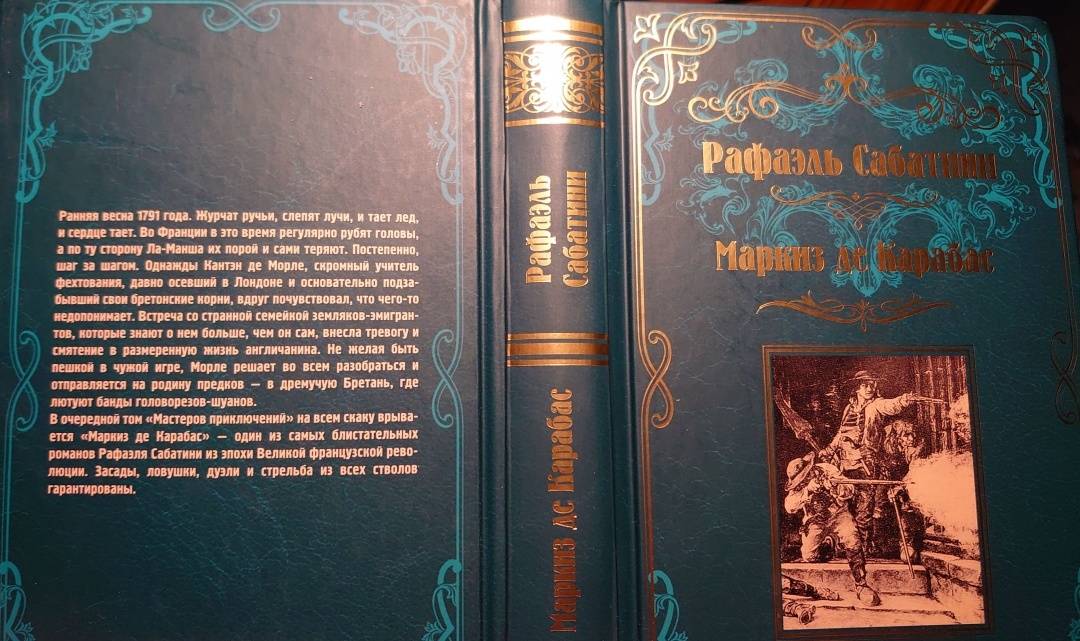 Ранняя весна 1791 года. Журчат ручьи, слепят лучи, и тает лед,
и сердце тает. Во Франции в это время регулярно рубят головы,
а по ту сторону Ла-Манша их порой и сами теряют. Постепенно,
шаг за шагом. Однажды Кантэн де Морле, скромный учитель
фехтования, давно осевший в Лондоне и основательно подза-
бывший свои бретонские корни, вдруг почувствовал, что чего-то
недопонимает. Встреча со странной семейкой земляков-эмигран-
тов, которые знают о нем больше, чем он сам, внесла тревогу и
смятение в размеренную жизнь англичанина. Не желая быть
пешкой в чужой игре, Морле решает во всем разобраться и
отправляется на родину предков — в дремучую Бретань, где
лютуют банды головорезов-шуанов.
В очередной том «Мастеров приключений» на всем скаку врыва-
ется «Маркиз де Карабас» — один из самых блистательных
романов Рафаэля Сабатини из эпохи Великой французской рево-
люции. Засады, ловушки, дуэли и стрельба из всех стволов
гарантированы.
Рафаэль
Сабатини
Маркиз де Карабас
Рафаэль Сабатини
Маркиз де Карабас